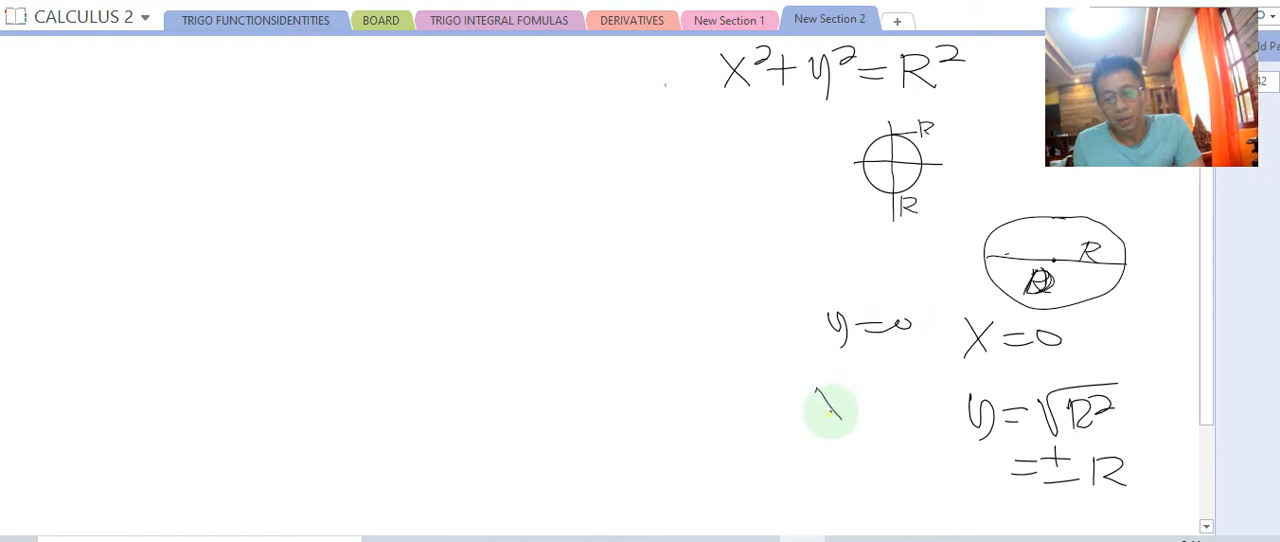 CALCULUS 2
TRIGO FUNCTIONSIDENTITIES
BOARD
TRIGO INTEGRAL FOMULAS
DERIVATIVES
New Section 1
New Section 2
+
x² + y² = R²
R
R
R
y = 0
x = 0
y = √R²
= ± R